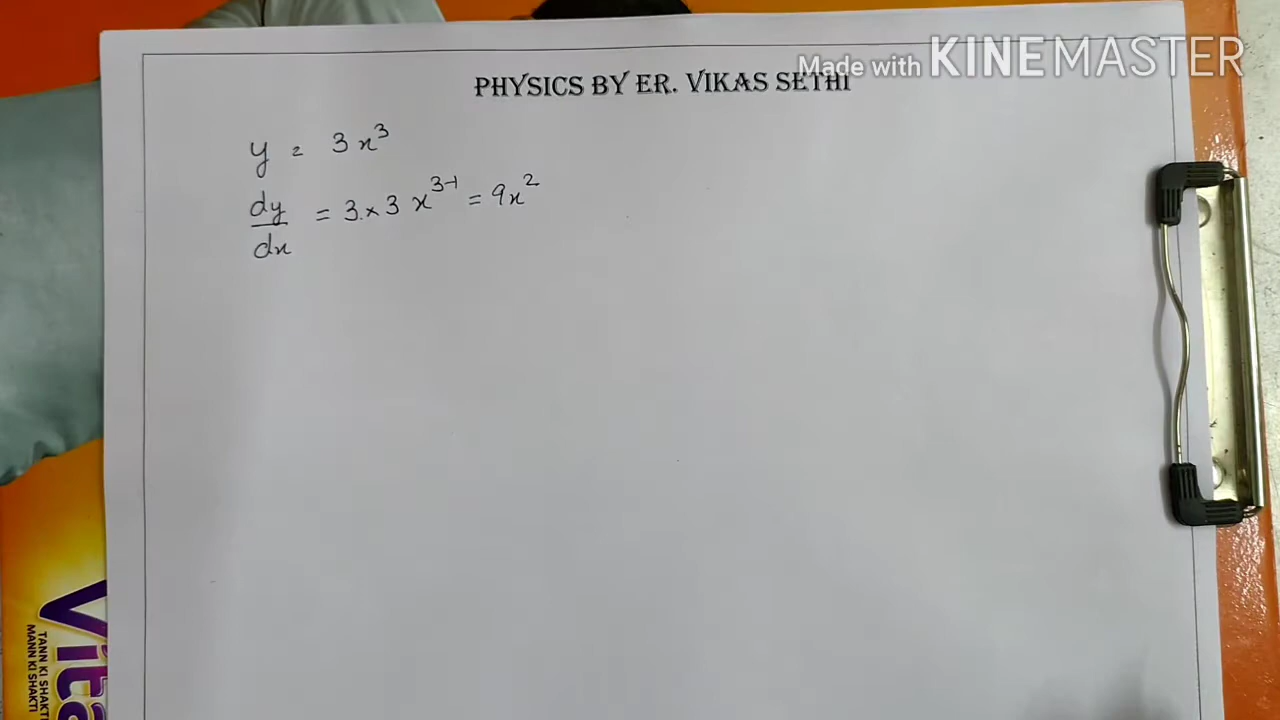 Made with KINEMASTER
PHYSICS BY ER. VIKAS SETHI
y = 3x³
dy/dx = 3 × 3 x³⁻¹ = 9x²
Vita
TANN KI SHAKTI
MANN KI SHAKTI